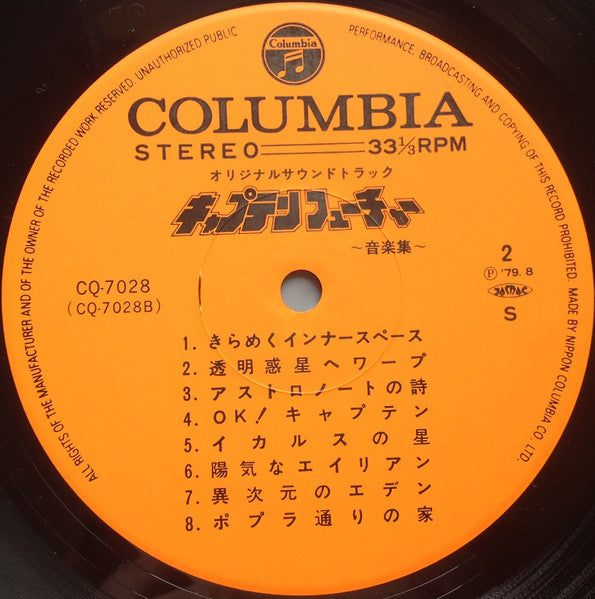 Columbia
COLUMBIA
STEREO 33⅓RPM
オリジナルサウンドトラック
キャプテンフューチャー
～音楽集～
CQ-7028
(CQ-7028B)
2
Ⓟ '79.8
JASRAC
S
1. きらめくインナースペース
2. 透明惑星へワープ
3. アストロノートの詩
4. OK! キャプテン
5. イカルスの星
6. 陽気なエイリアン
7. 異次元のエデン
8. ポプラ通りの家
ALL RIGHTS OF THE MANUFACTURER AND OF THE OWNER OF THE RECORDED WORK RESERVED. UNAUTHORIZED PUBLIC PERFORMANCE, BROADCASTING AND COPYING OF THIS RECORD PROHIBITED. MADE BY NIPPON COLUMBIA CO., LTD.